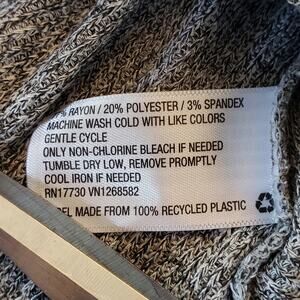 % RAYON / 20% POLYESTER / 3% SPANDEX
MACHINE WASH COLD WITH LIKE COLORS
GENTLE CYCLE
ONLY NON-CHLORINE BLEACH IF NEEDED
TUMBLE DRY LOW, REMOVE PROMPTLY
COOL IRON IF NEEDED
RN17730 VN1268582
MADE FROM 100% RECYCLED PLASTIC